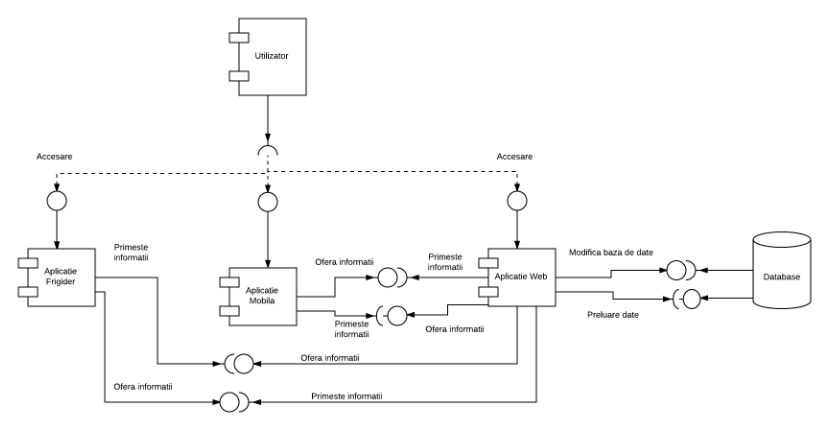 Utilizator
Accesare
Accesare
Aplicatie
Frigider
Primeste
informatii
Aplicatie
Mobila
Ofera informatii
Primeste
informatii
Aplicatie Web
Modifica baza de date
Database
Primeste
informatii
Ofera informatii
Preluare date
Ofera informatii
Ofera informatii
Primeste informatii